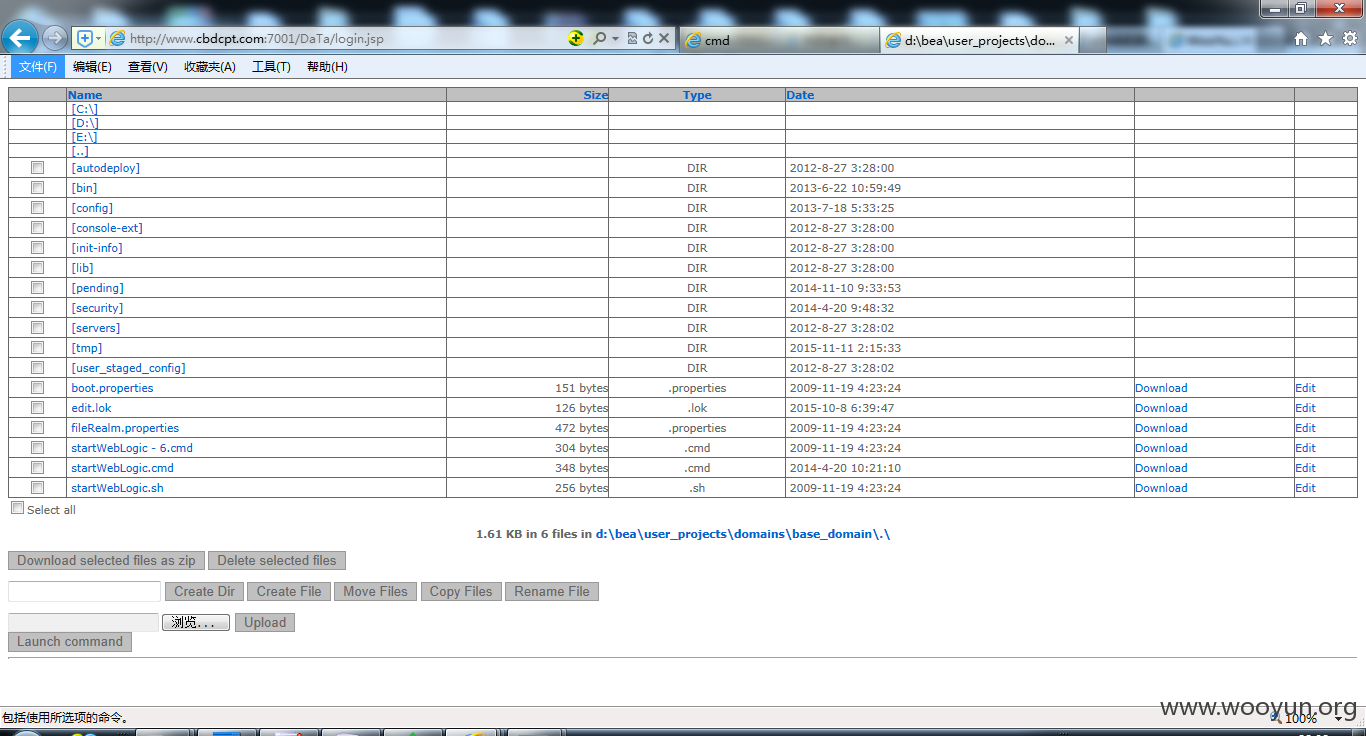 http://www.cbdcpt.com:7001/DaTa/login.jsp
cmd
d:\bea\user_projects\do...
文件(F) 编辑(E) 查看(V) 收藏夹(A) 工具(T) 帮助(H)
Name Size Type Date
[C:\]
[D:\]
[E:\]
[..]
[autodeploy] DIR 2012-8-27 3:28:00
[bin] DIR 2013-6-22 10:59:49
[config] DIR 2013-7-18 5:33:25
[console-ext] DIR 2012-8-27 3:28:00
[init-info] DIR 2012-8-27 3:28:00
[lib] DIR 2012-8-27 3:28:00
[pending] DIR 2014-11-10 9:33:53
[security] DIR 2014-4-20 9:48:32
[servers] DIR 2012-8-27 3:28:02
[tmp] DIR 2015-11-11 2:15:33
[user_staged_config] DIR 2012-8-27 3:28:02
boot.properties 151 bytes .properties 2009-11-19 4:23:24 Download Edit
edit.lok 126 bytes .lok 2015-10-8 6:39:47 Download Edit
fileRealm.properties 472 bytes .properties 2009-11-19 4:23:24 Download Edit
startWebLogic - 6.cmd 304 bytes .cmd 2009-11-19 4:23:24 Download Edit
startWebLogic.cmd 348 bytes .cmd 2014-4-20 10:21:10 Download Edit
startWebLogic.sh 256 bytes .sh 2009-11-19 4:23:24 Download Edit
Select all
1.61 KB in 6 files in d:\bea\user_projects\domains\base_domain\.\
Download selected files as zip Delete selected files
Create Dir Create File Move Files Copy Files Rename File
浏览... Upload
Launch command
www.wooyun.org
包括使用所选项的命令。 100%